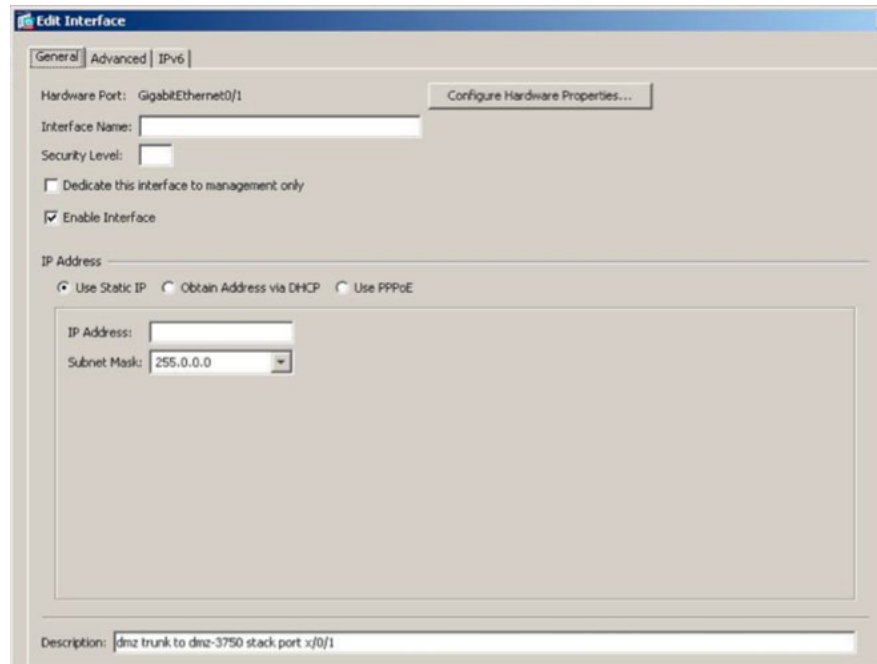 Edit Interface
General Advanced IPv6
Hardware Port: GigabitEthernet0/1 Configure Hardware Properties...
Interface Name:
Security Level:
Dedicate this interface to management only
Enable Interface
IP Address
Use Static IP Obtain Address via DHCP Use PPPoE
IP Address:
Subnet Mask: 255.0.0.0
Description: dmz trunk to dmz-3750 stack port x/0/1